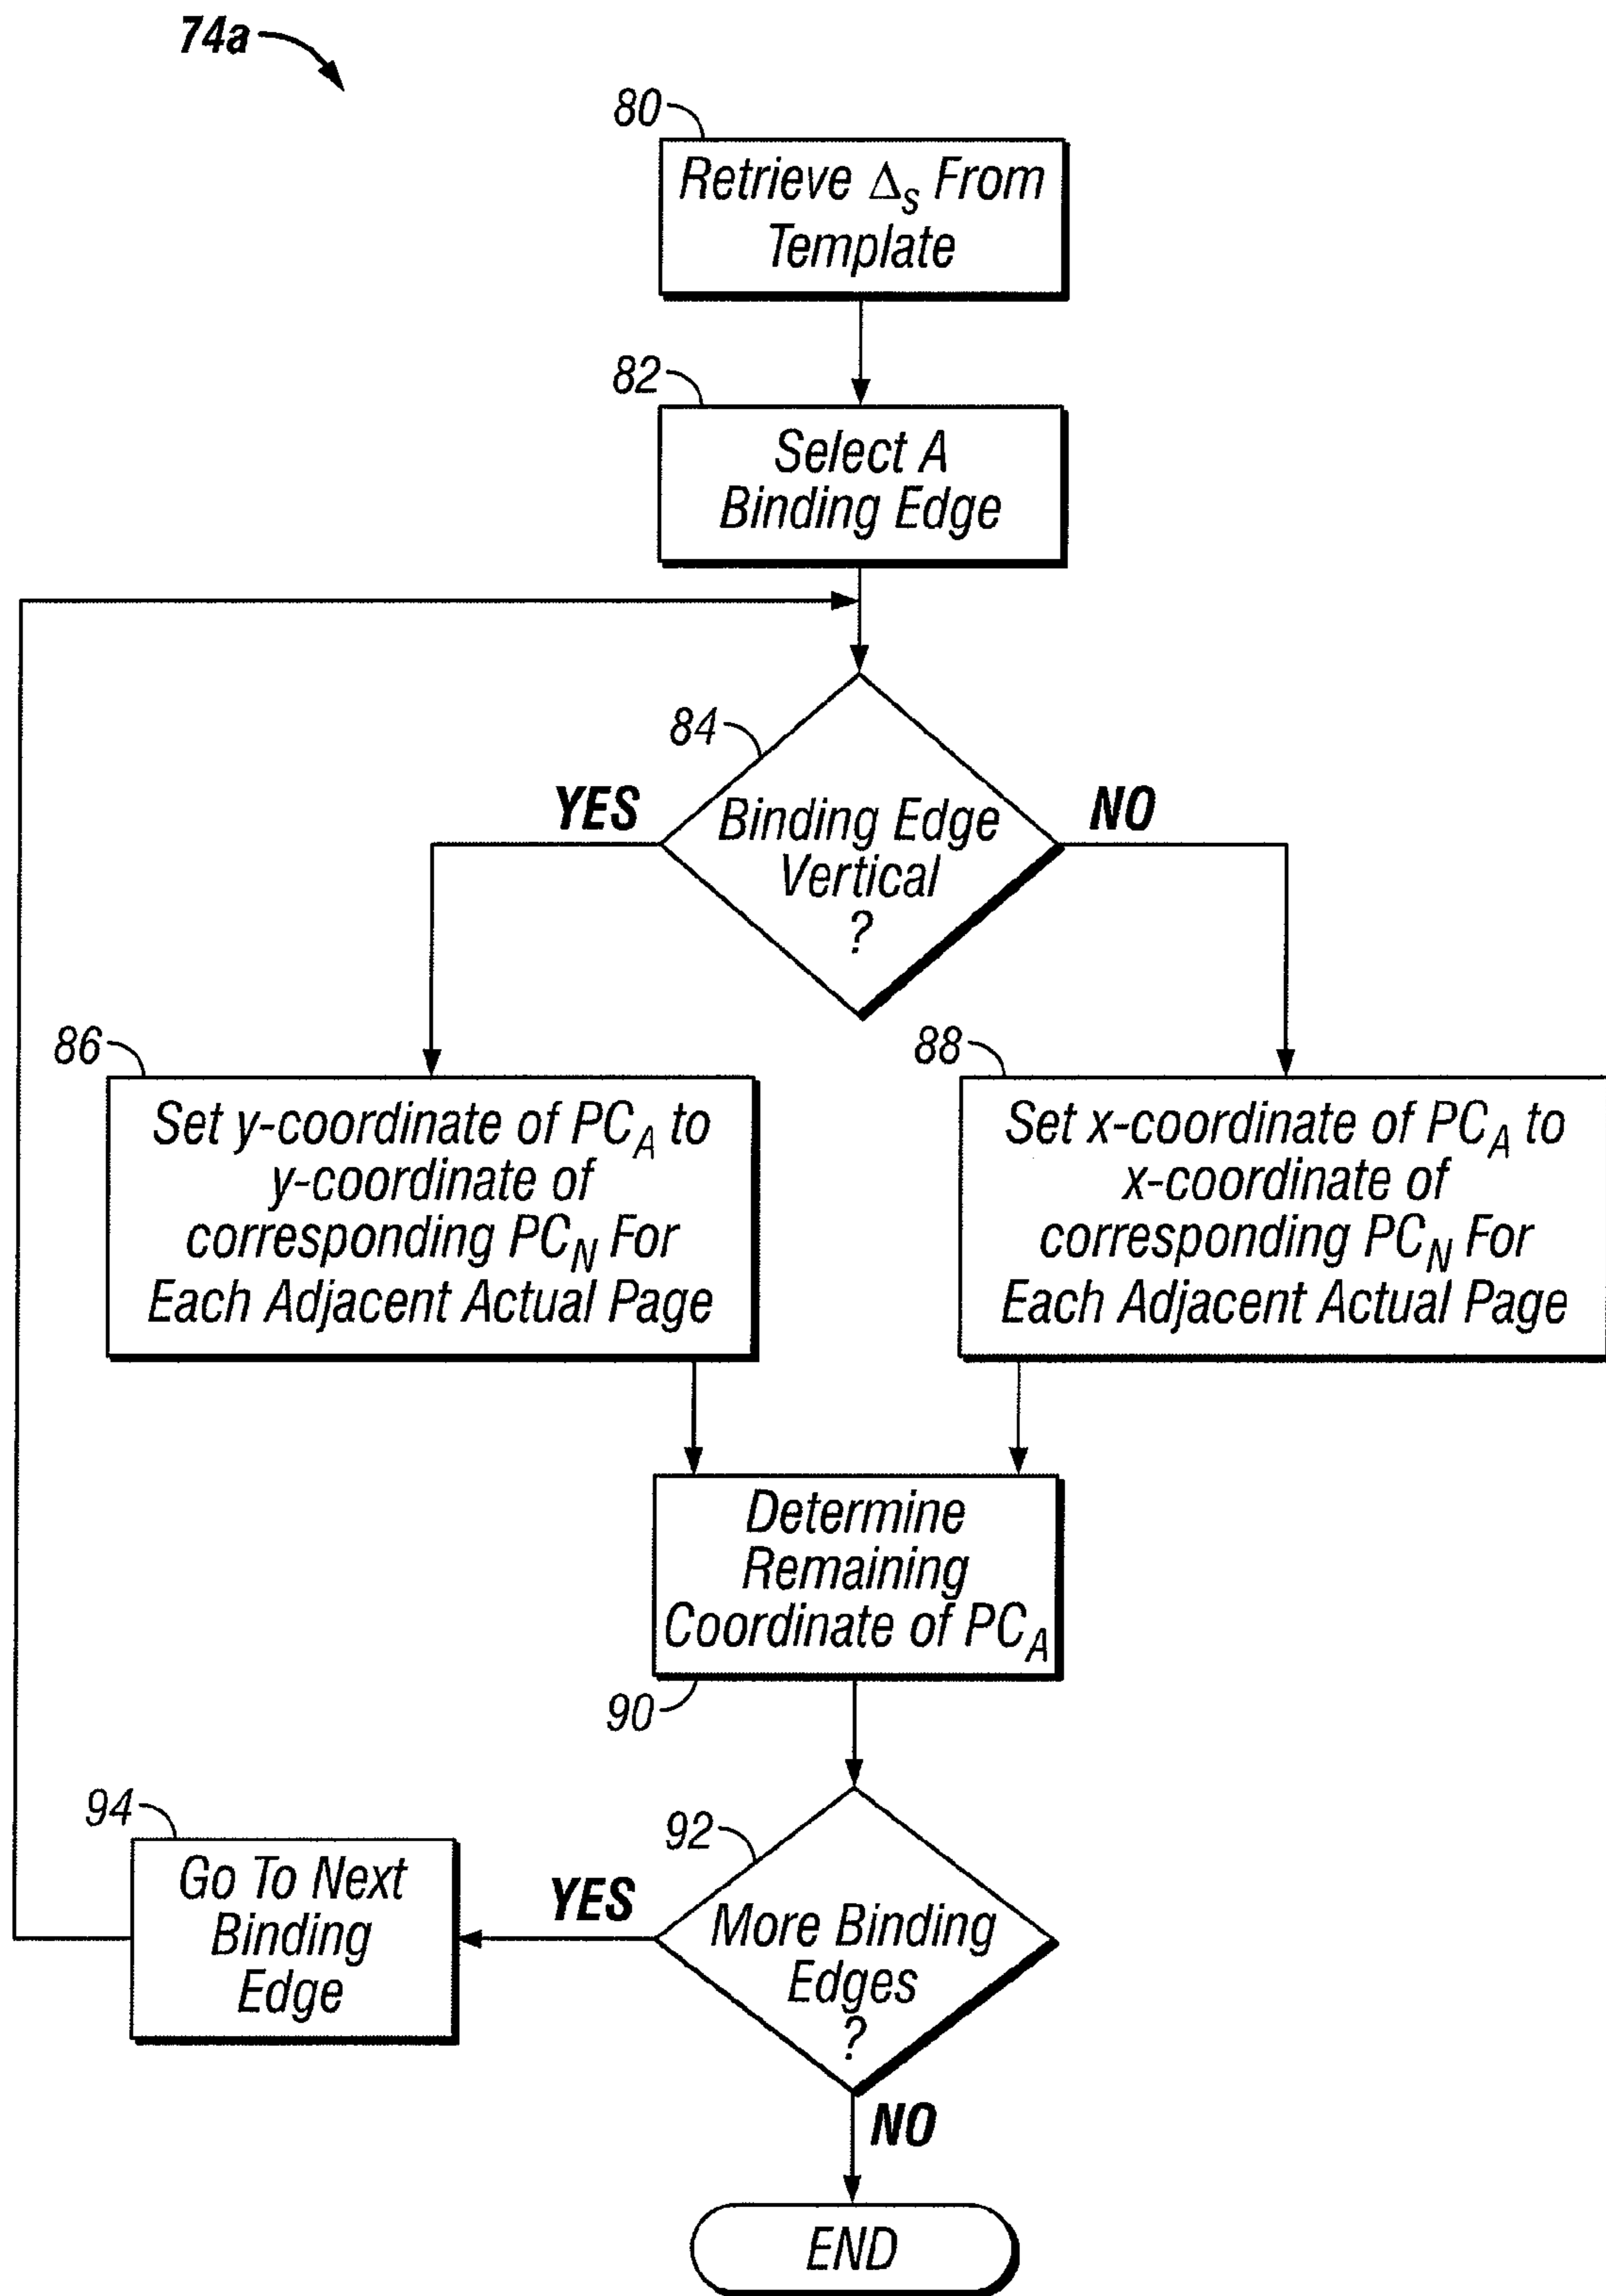 74a
80
Retrieve Δs From
Template
82
Select A
Binding Edge
84
YES
NO
Binding Edge
Vertical
?
86
Set y-coordinate of PCA to
y-coordinate of
corresponding PCN For
Each Adjacent Actual Page
88
Set x-coordinate of PCA to
x-coordinate of
corresponding PCN For
Each Adjacent Actual Page
Determine
Remaining
Coordinate of PCA
90
94
Go To Next
Binding
Edge
YES
92
More Binding
Edges
?
NO
END